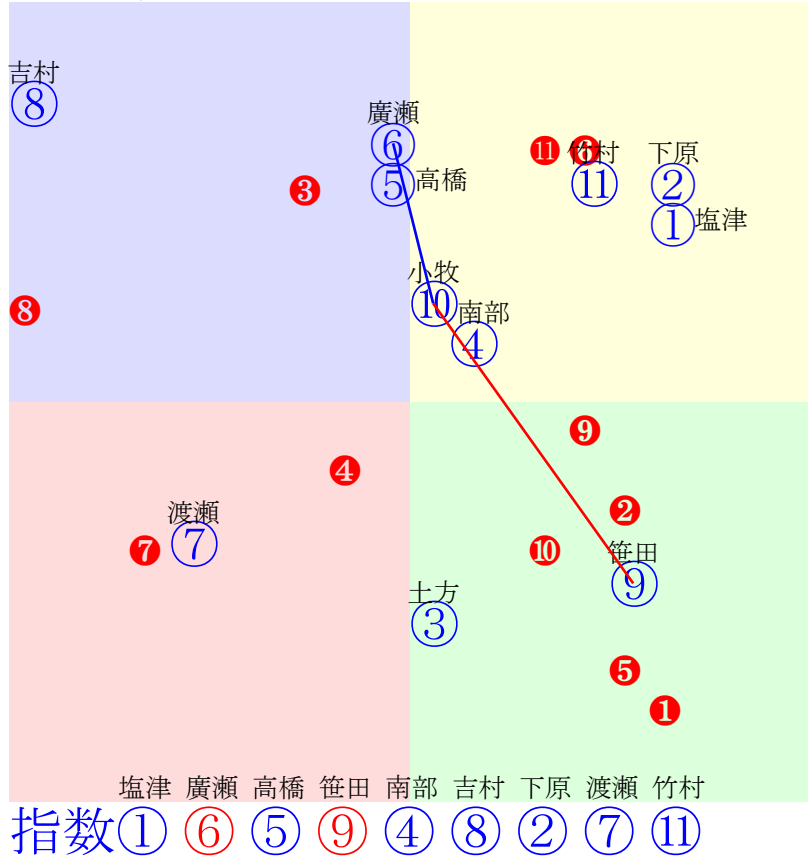 吉村
⑧
廣瀬
⑥
⓫ ❻
竹村
⑪
下原
②
❸
⑤ 高橋
① 塩津
小牧
⑩
❽
南部
④
❾
❹
❷
渡瀬
⑦
❼
❿
笹田
⑨
土方
③
❺
❶
塩津 廣瀬 高橋 笹田 南部 吉村 下原 渡瀬 竹村
指数 ① ⑥ ⑤ ⑨ ④ ⑧ ② ⑦ ⑪